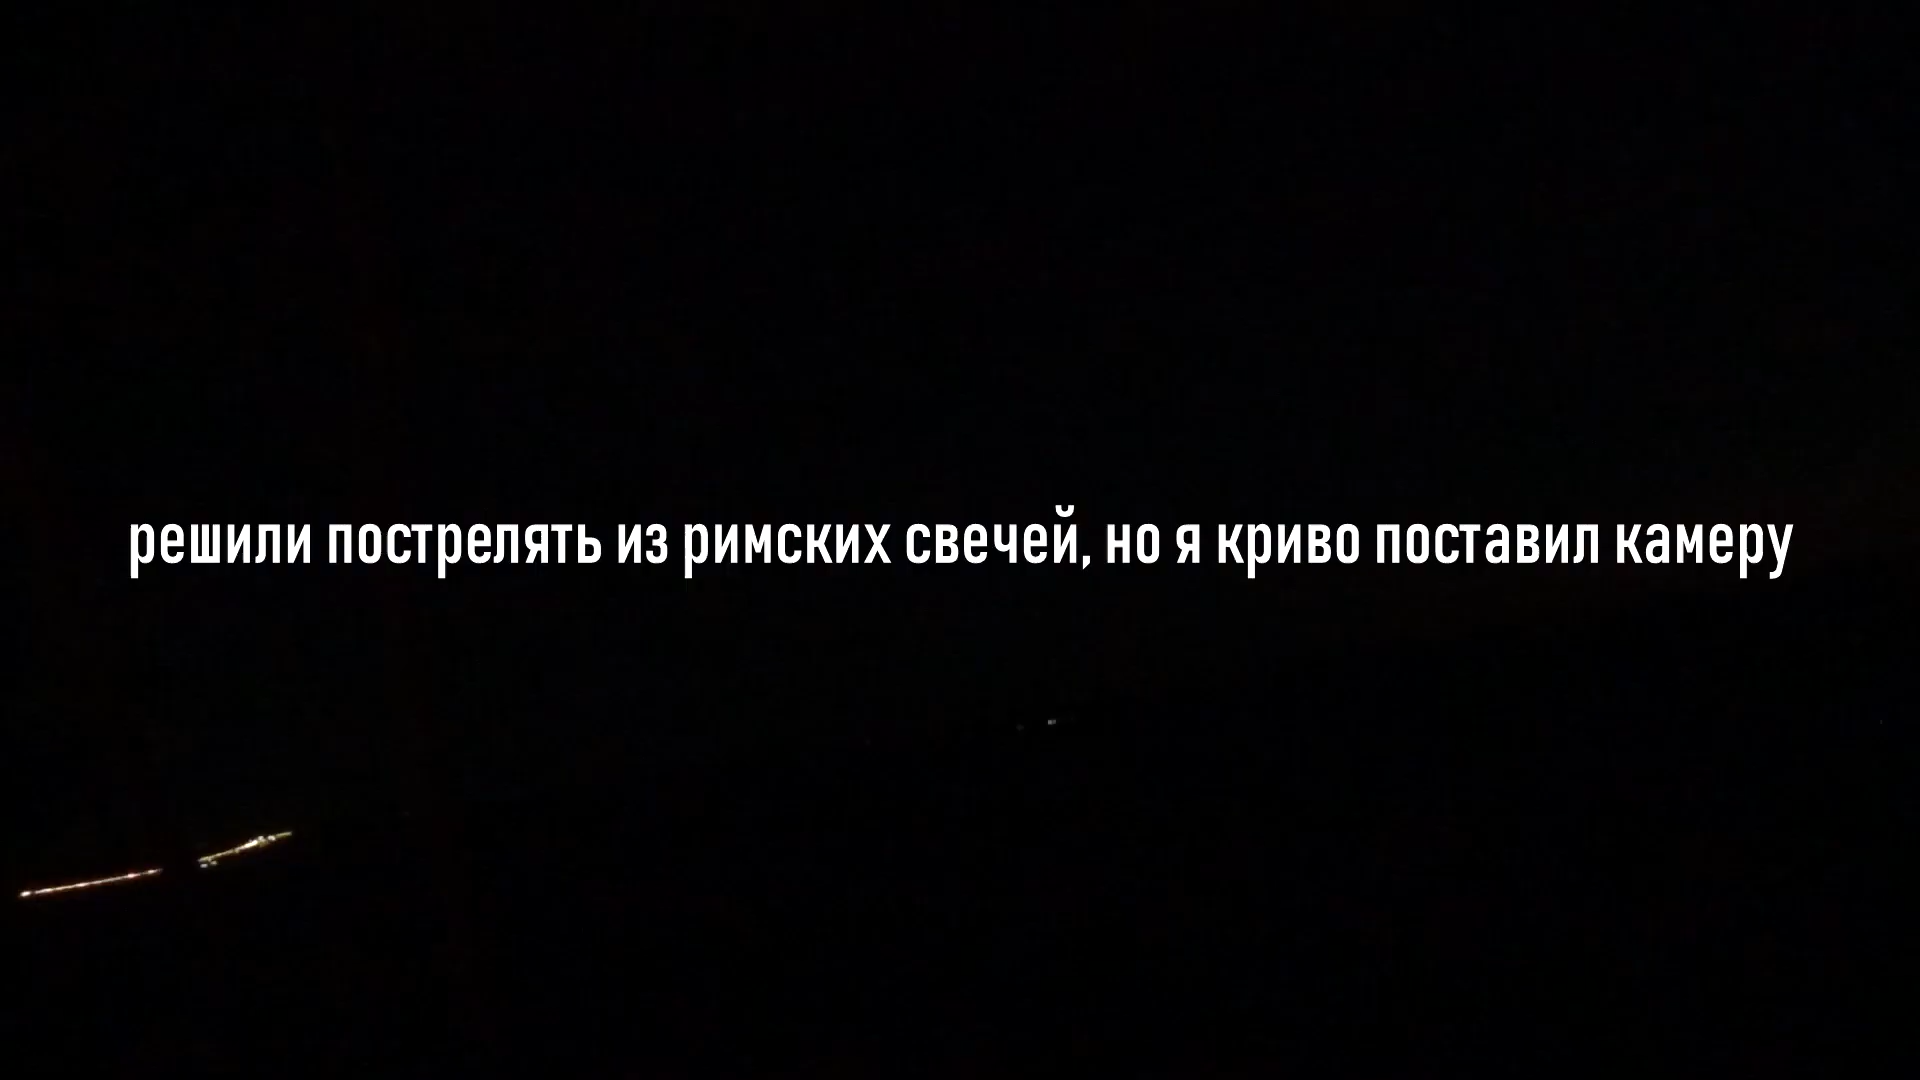 решили пострелять из римских свечей, но я криво поставил камеру